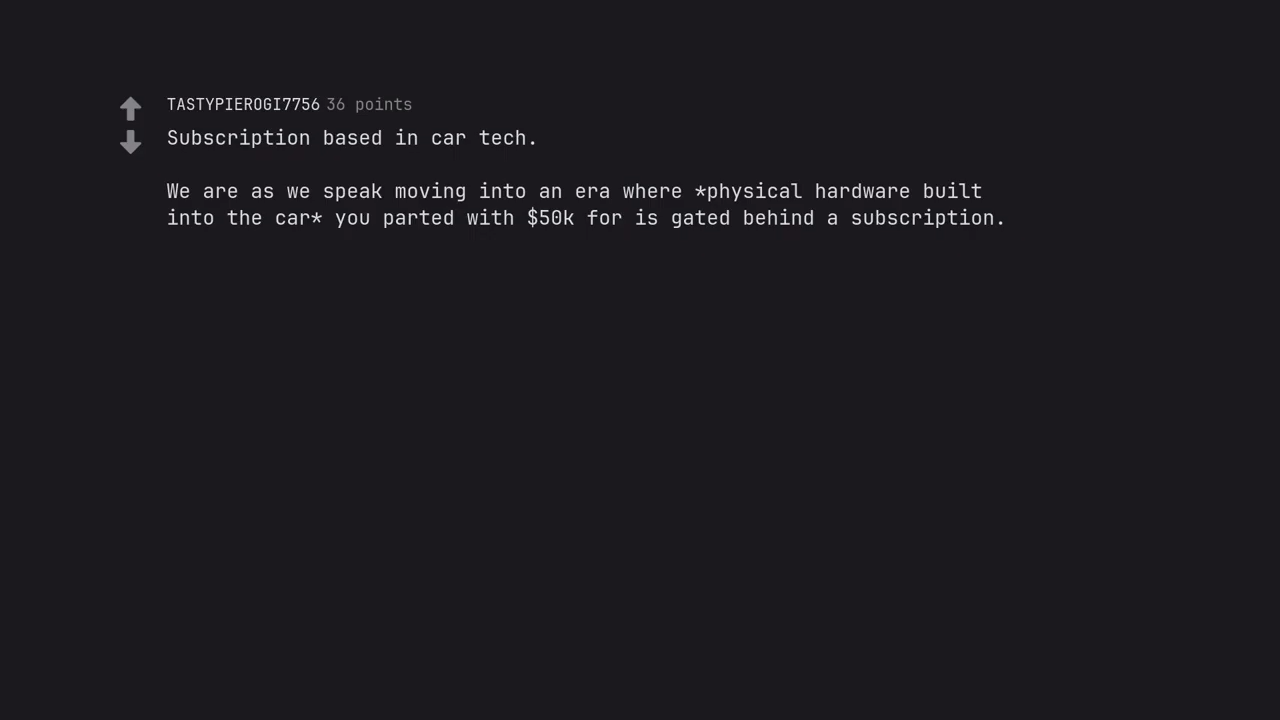 TASTYPIEROGI7756 36 points
Subscription based in car tech.
We are as we speak moving into an era where *physical hardware built
into the car* you parted with $50k for is gated behind a subscription.